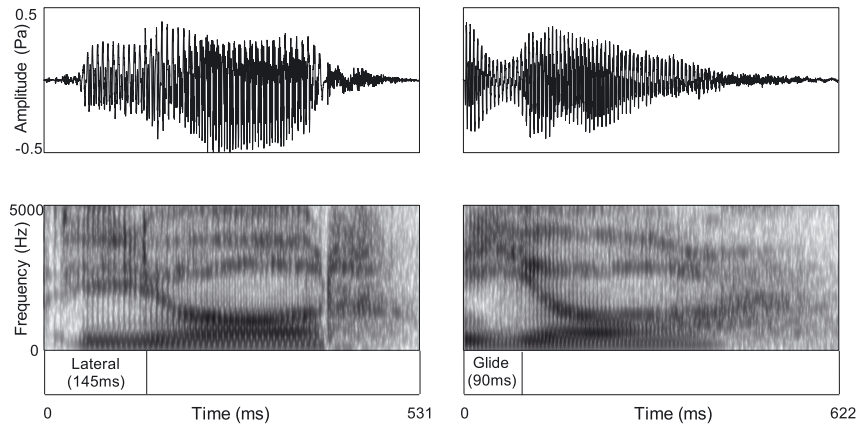 0.5
Amplitude (Pa)
-0.5
5000
Frequency (Hz)
0
Lateral
(145ms)
Glide
(90ms)
0 Time (ms) 531
0 Time (ms) 622